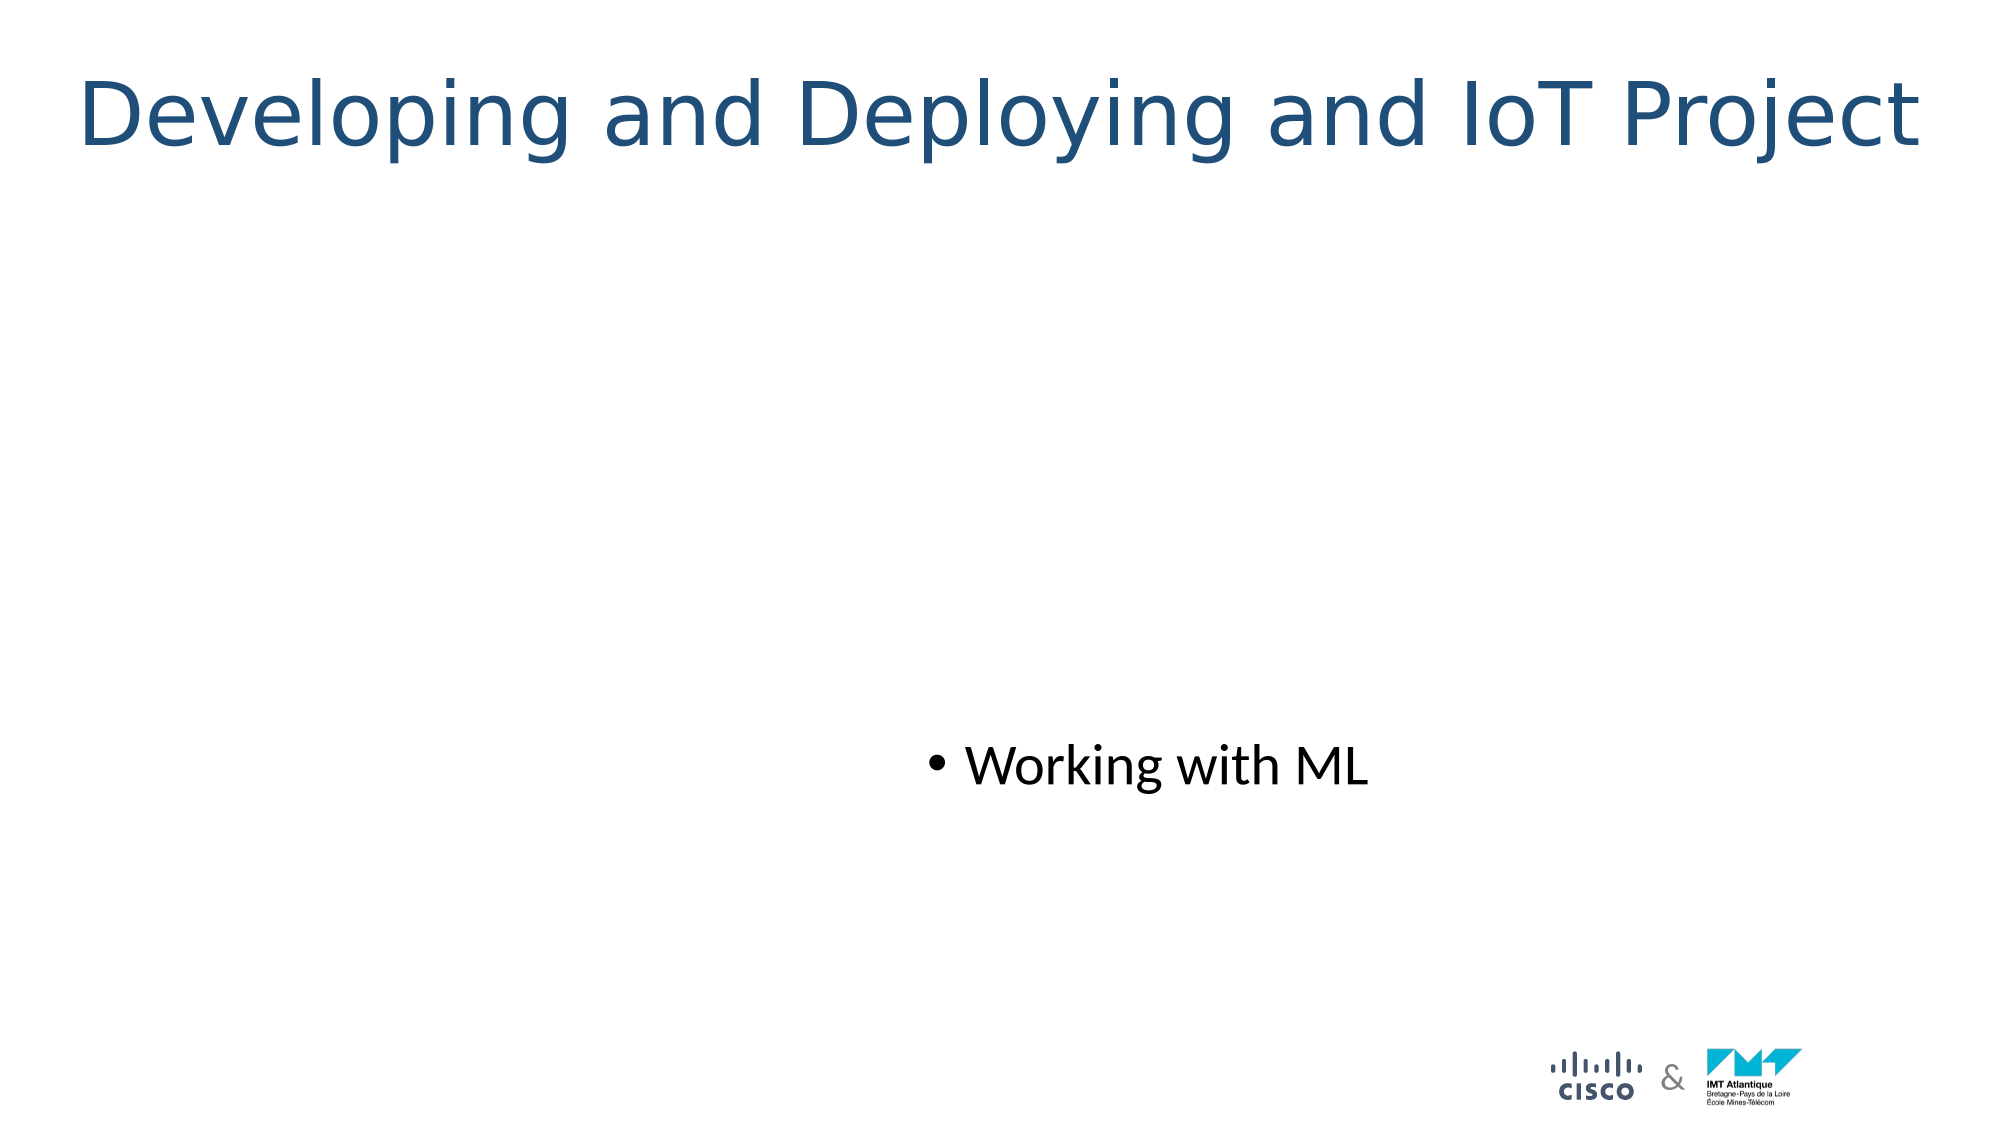 Developing and Deploying and IoT Project
• Working with ML
CISCO
&
IMT Atlantique
Bretagne-Pays de la Loire
École Mines-Télécom